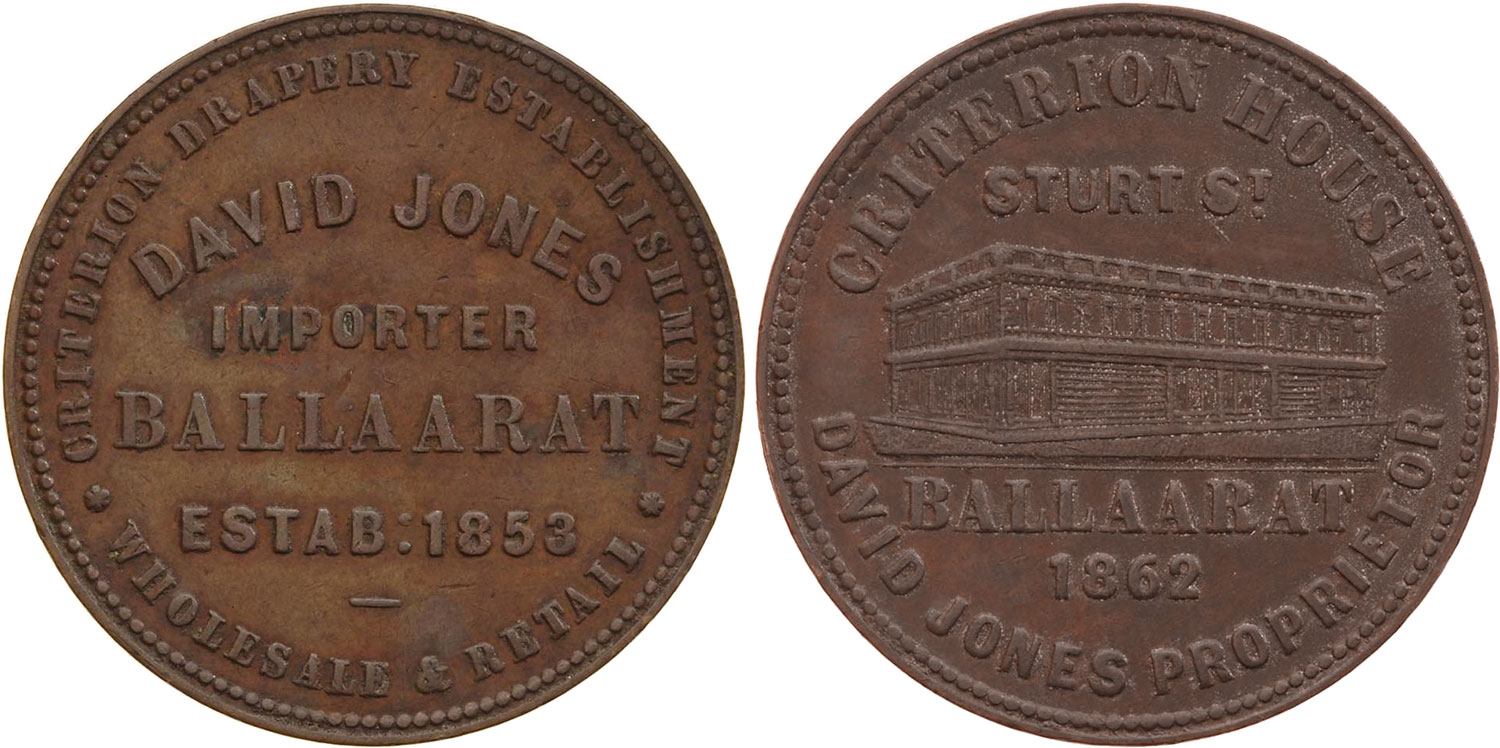 CRITERION DRAPERY ESTABLISHMENT
DAVID JONES
IMPORTER
BALLAARAT
ESTAB: 1853
* WHOLESALE & RETAIL *
CRITERION HOUSE
STURT ST
BALLAARAT
1862
DAVID JONES PROPRIETOR